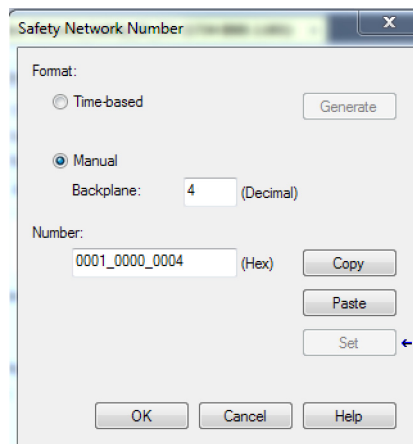 Safety Network Number
X
Format:
Time-based
Generate
Manual
Backplane:
4
(Decimal)
Number:
0001_0000_0004
(Hex)
Copy
Paste
Set
OK
Cancel
Help